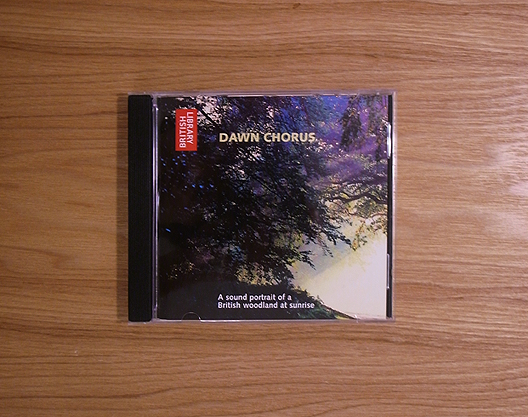 BRITISH
LIBRARY
DAWN CHORUS
A sound portrait of a
British woodland at sunrise